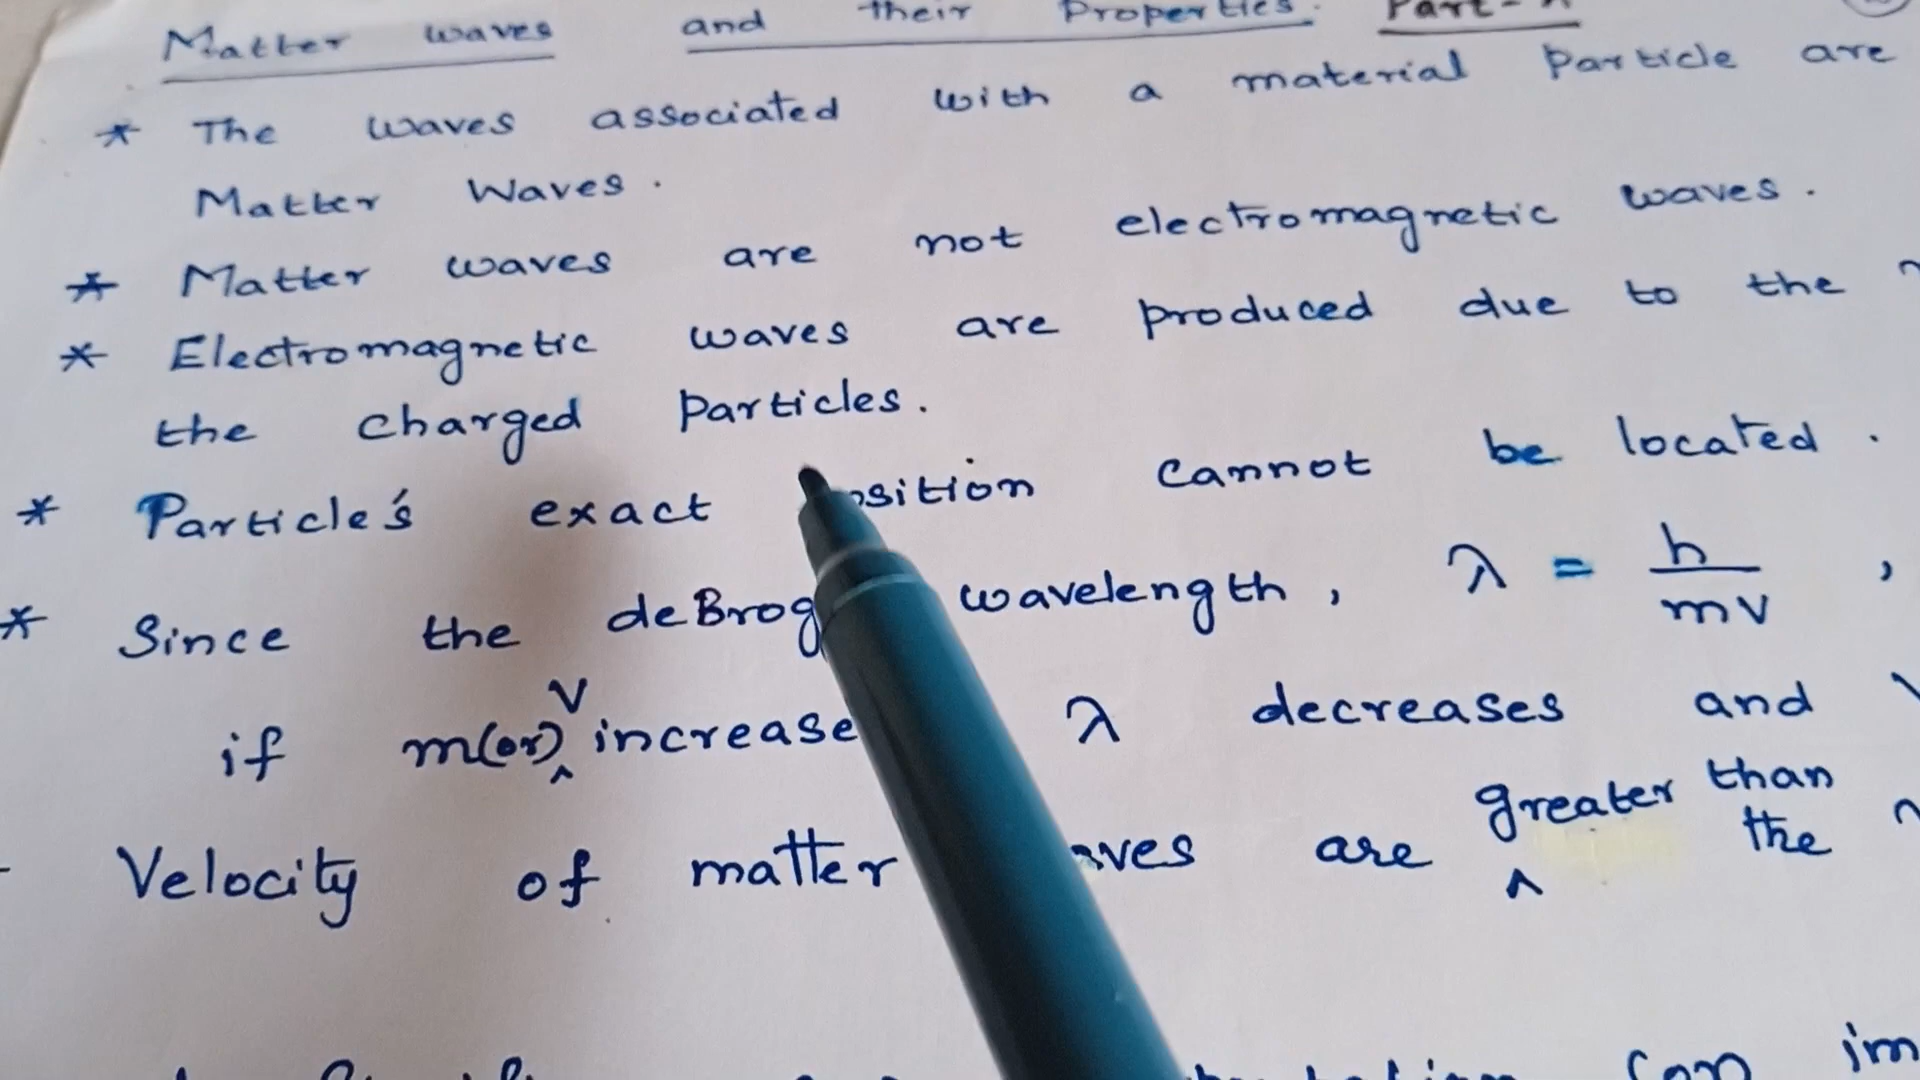 Matter waves and their Properties. Part-A
* The waves associated with a material Particle are
Matter Waves.
* Matter waves are not electromagnetic waves.
* Electromagnetic waves are produced due to the
the charged Particles.
* Particle's exact cannot be located.
* Since the wavelength, λ = h/mv,
if m(or) v increase λ decreases and
Velocity of matter are greater than the
can